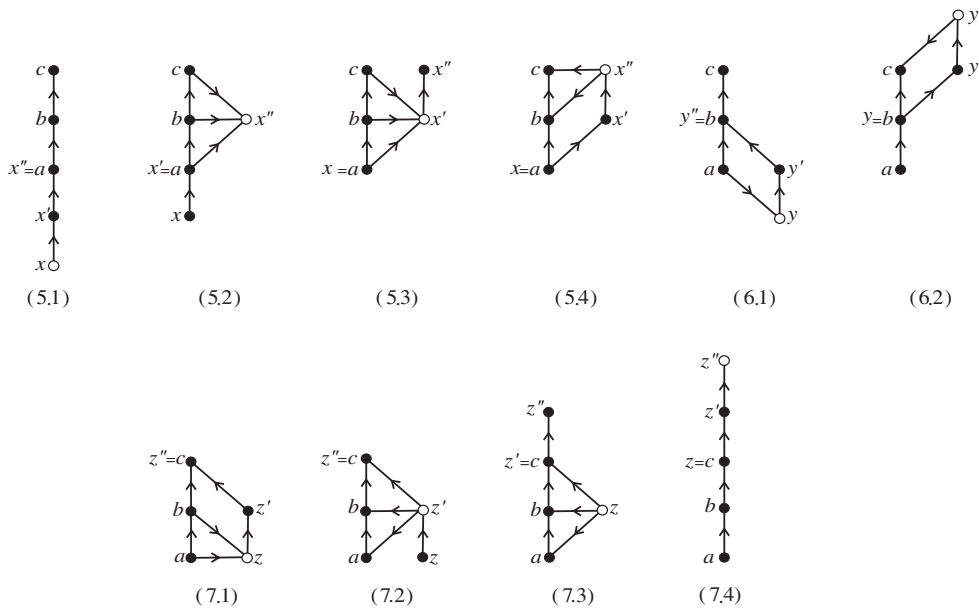 y
c c c x″ c x″ c c y
b b x″ b x′ b x′ y″=b y=b
x″=a x′=a x =a x=a a y′ a
x′ x y
x
(5.1) (5.2) (5.3) (5.4) (6.1) (6.2)
z″
z″ z′
z″=c z″=c z′=c z=c
b z′ b z′ b z b
a z a z a a
(7.1) (7.2) (7.3) (7.4)